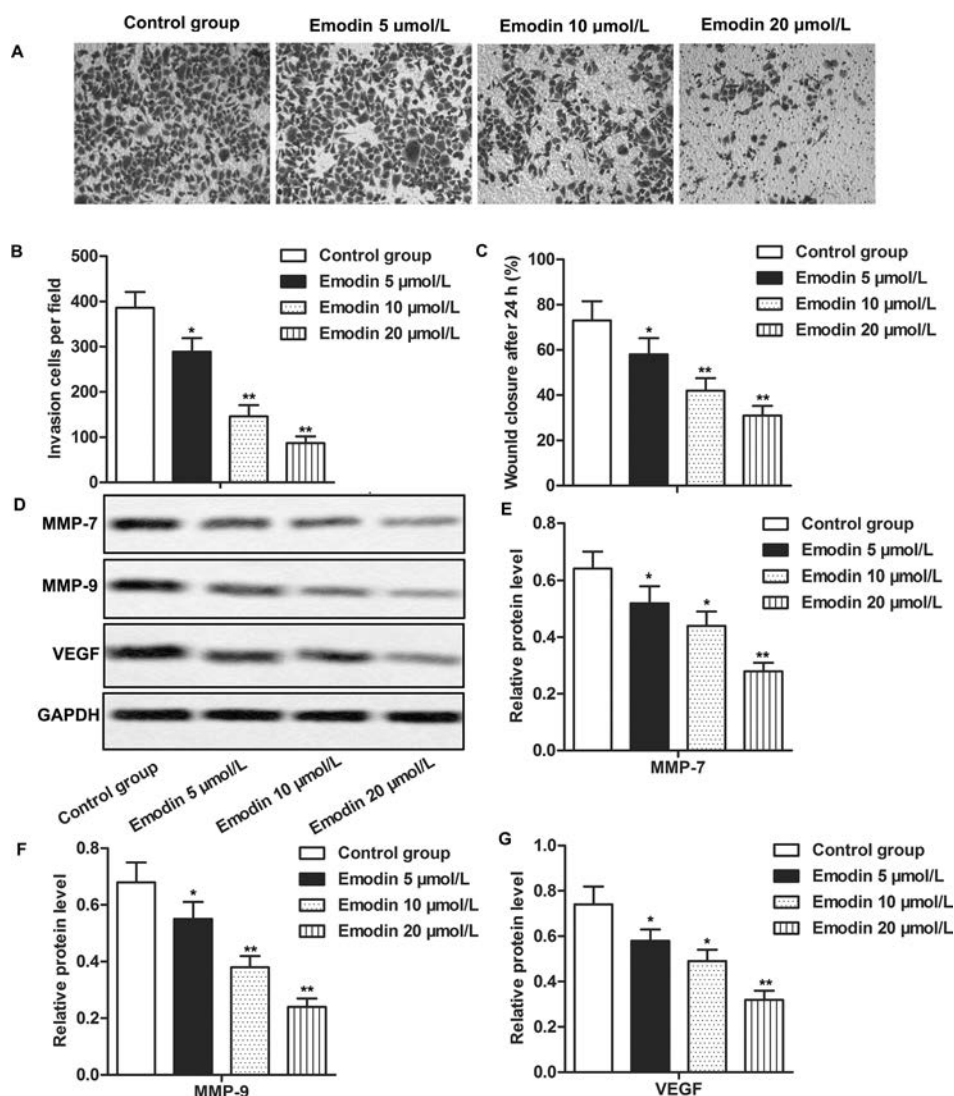 Control group Emodin 5 µmol/L Emodin 10 µmol/L Emodin 20 µmol/L
A
B
500
400
300
200
100
0
Invasion cells per field
*
**
**
Control group
Emodin 5 µmol/L
Emodin 10 µmol/L
Emodin 20 µmol/L
C
100
80
60
40
20
0
Wounld closure after 24 h (%)
*
**
**
Control group
Emodin 5 µmol/L
Emodin 10 µmol/L
Emodin 20 µmol/L
D
MMP-7
MMP-9
VEGF
GAPDH
Control group
Emodin 5 µmol/L
Emodin 10 µmol/L
Emodin 20 µmol/L
E
0.8
0.6
0.4
0.2
0.0
Relative protein level
*
*
**
MMP-7
Control group
Emodin 5 µmol/L
Emodin 10 µmol/L
Emodin 20 µmol/L
F
0.8
0.6
0.4
0.2
0.0
Relative protein level
*
**
**
MMP-9
Control group
Emodin 5 µmol/L
Emodin 10 µmol/L
Emodin 20 µmol/L
G
1.0
0.8
0.6
0.4
0.2
0.0
Relative protein level
*
*
**
VEGF
Control group
Emodin 5 µmol/L
Emodin 10 µmol/L
Emodin 20 µmol/L